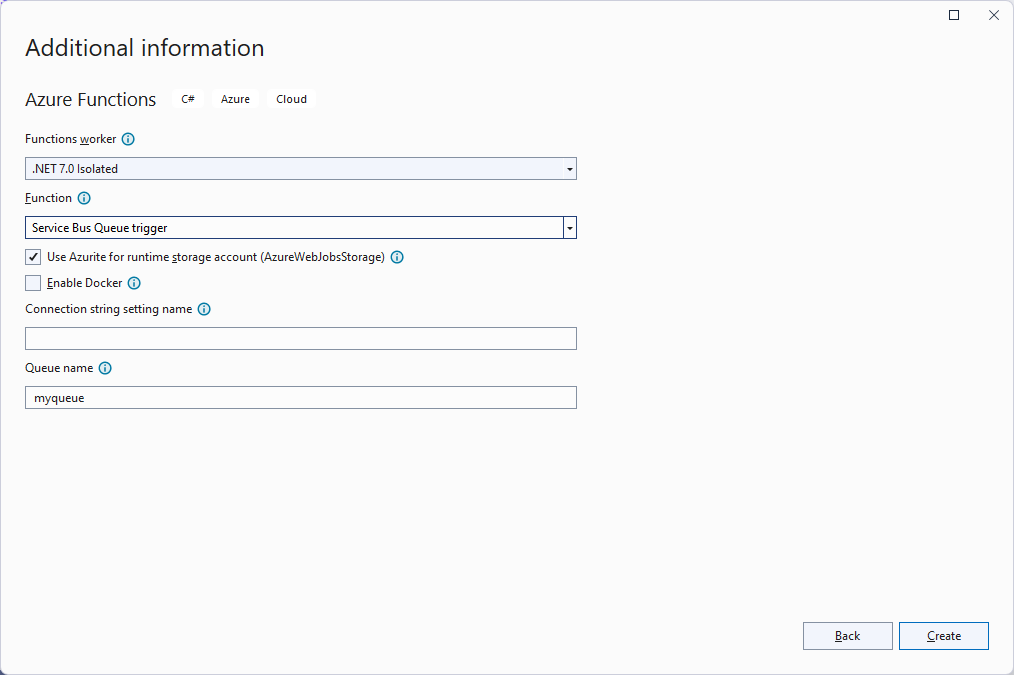 Additional information
Azure Functions C# Azure Cloud
Functions worker
.NET 7.0 Isolated
Function
Service Bus Queue trigger
Use Azurite for runtime storage account (AzureWebJobsStorage)
Enable Docker
Connection string setting name
Queue name
myqueue
Back Create